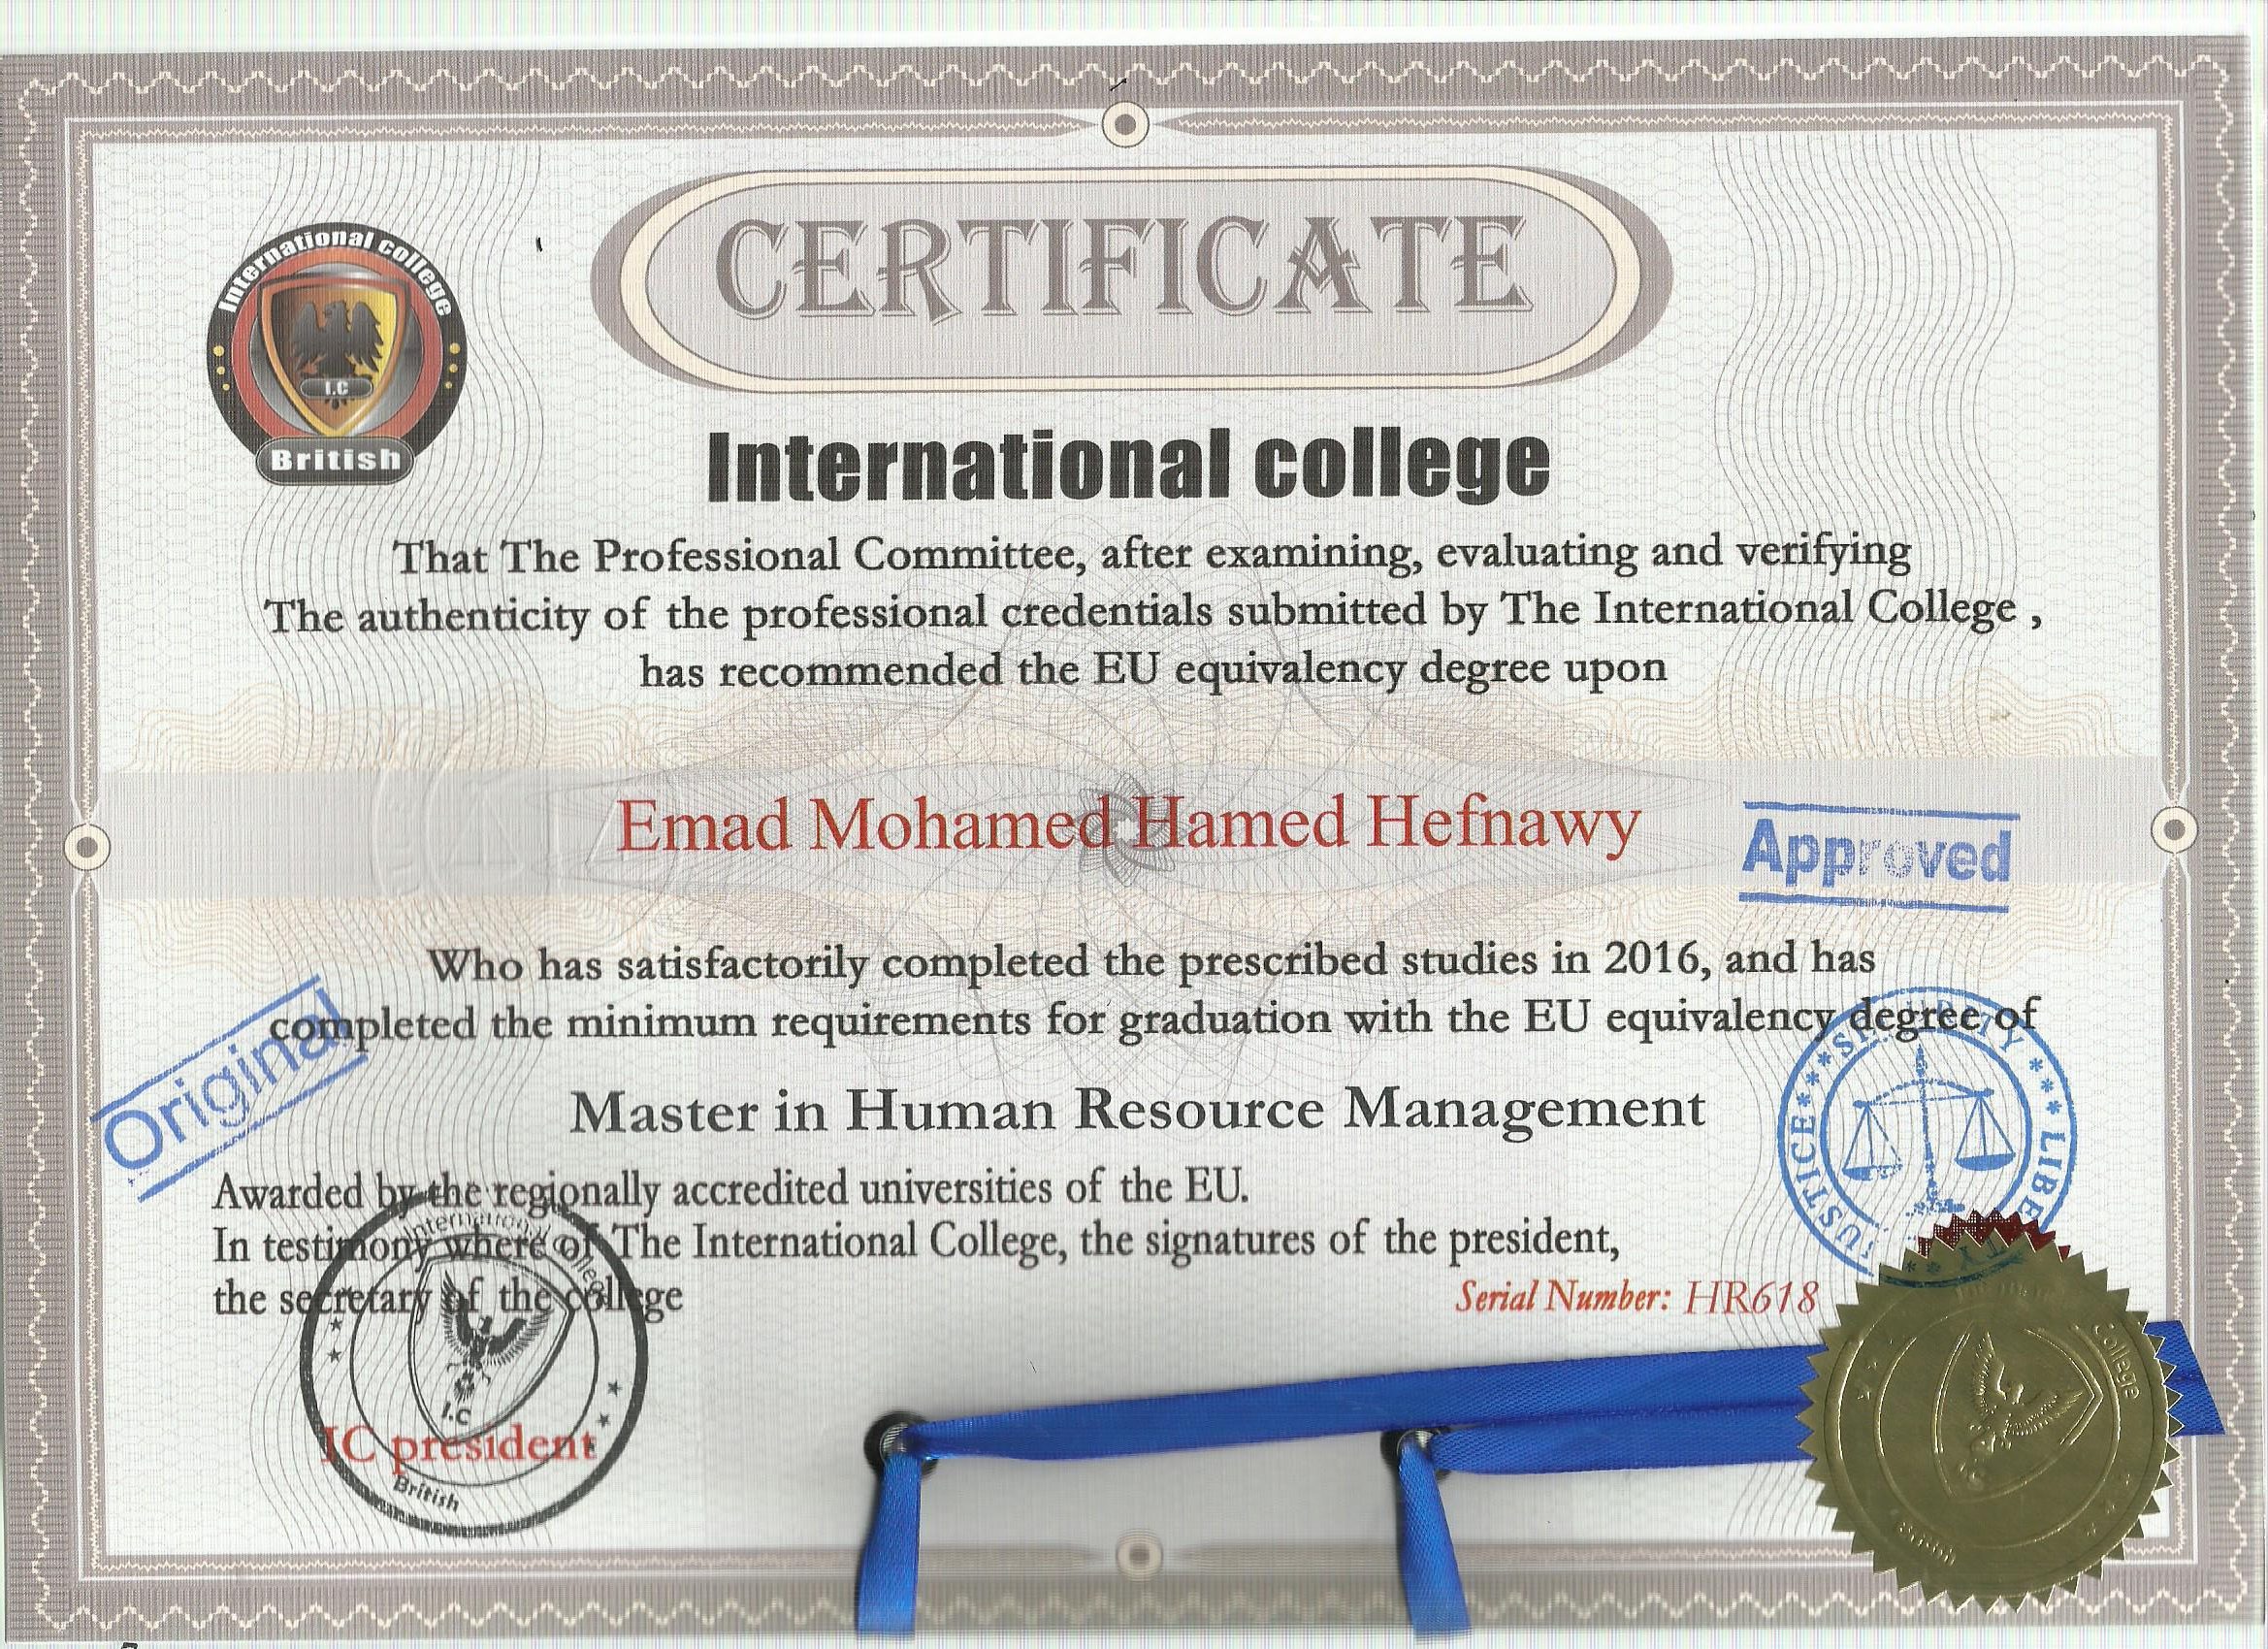 CERTIFICATE
International college
I.C
British
International college
That The Professional Committee, after examining, evaluating and verifying
The authenticity of the professional credentials submitted by The International College ,
has recommended the EU equivalency degree upon
Emad Mohamed Hamed Hefnawy
Approved
Who has satisfactorily completed the prescribed studies in 2016, and has
completed the minimum requirements for graduation with the EU equivalency degree of
Original
Master in Human Resource Management
JUSTICE***SECURITY***LIBERTY***
Awarded by the regionally accredited universities of the EU.
In testimony where of The International College, the signatures of the president,
the secretary of the college
Serial Number: HR618
International College
I.C
IC president
British
College
British